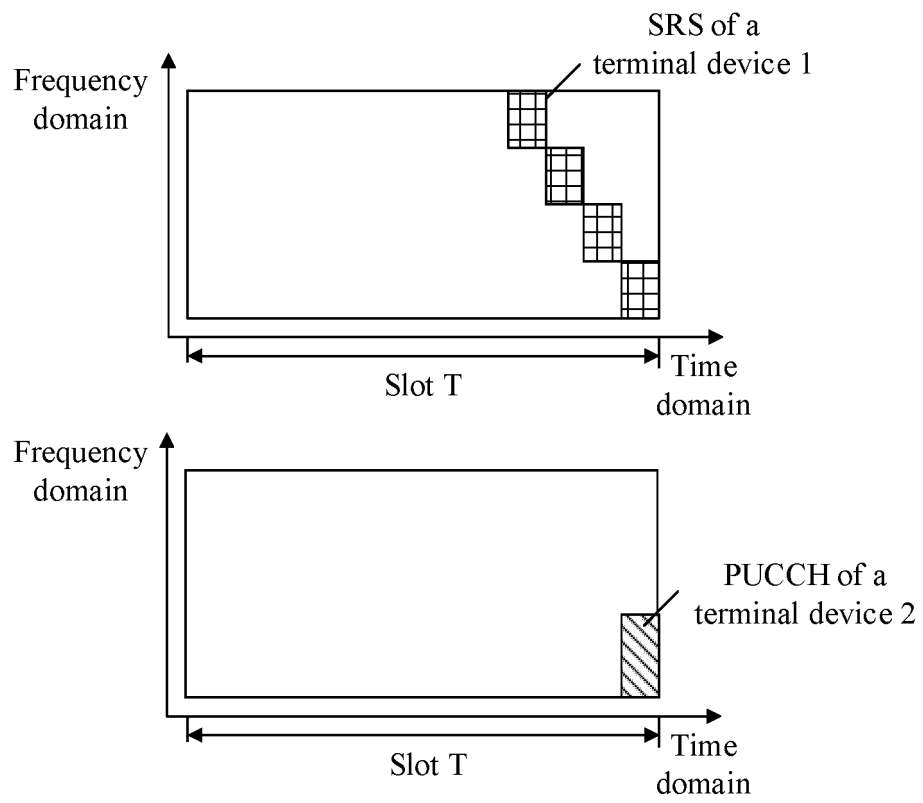 SRS of a
terminal device 1
Frequency
domain
Slot T
Time
domain
Frequency
domain
PUCCH of a
terminal device 2
Slot T
Time
domain